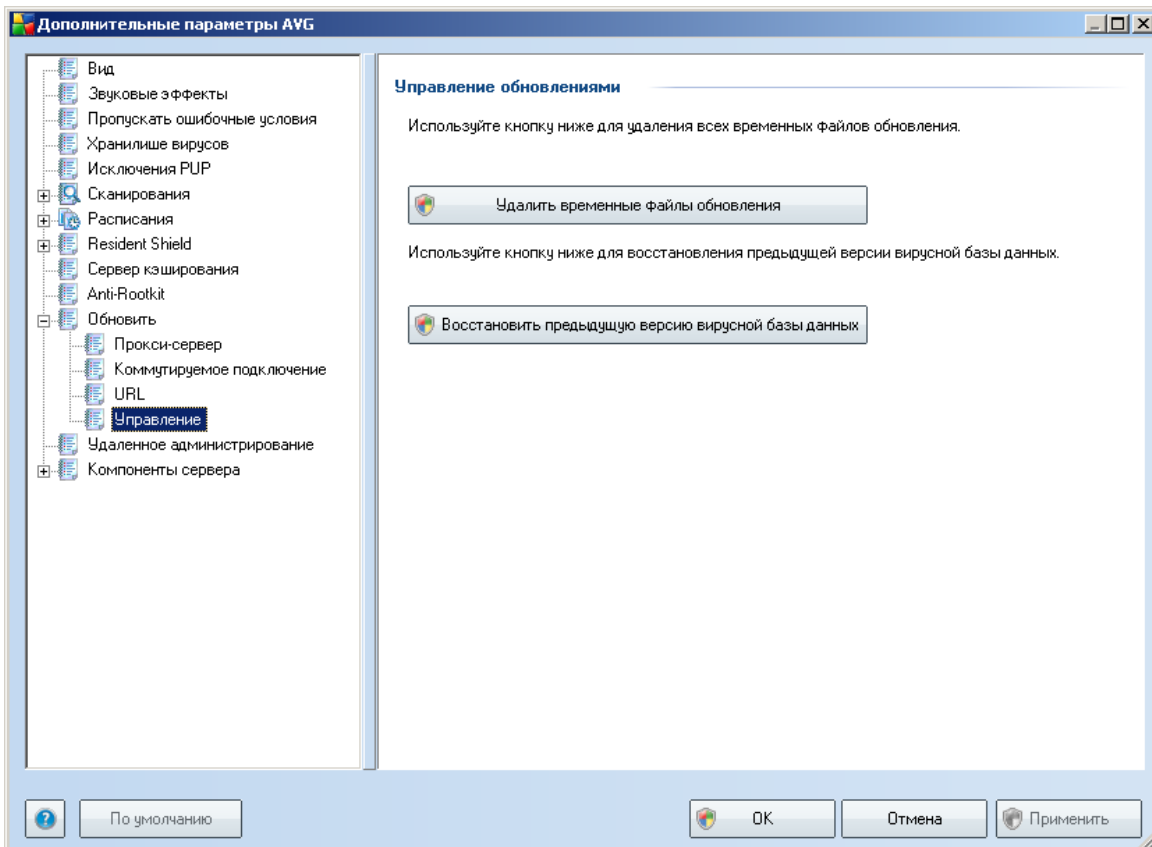 Дополнительные параметры AVG
Вид
Звуковые эффекты
Пропускать ошибочные условия
Хранилише вирусов
Исключения PUP
Сканирования
Расписания
Resident Shield
Сервер кэширования
Anti-Rootkit
Обновить
Прокси-сервер
Коммутируемое подключение
URL
Управление
Удаленное администрирование
Компоненты сервера
Управление обновлениями
Используйте кнопку ниже для удаления всех временных файлов обновления.
Удалить временные файлы обновления
Используйте кнопку ниже для восстановления предыдущей версии вирусной базы данных.
Восстановить предыдущую версию вирусной базы данных
По умолчанию
OK
Отмена
Применить